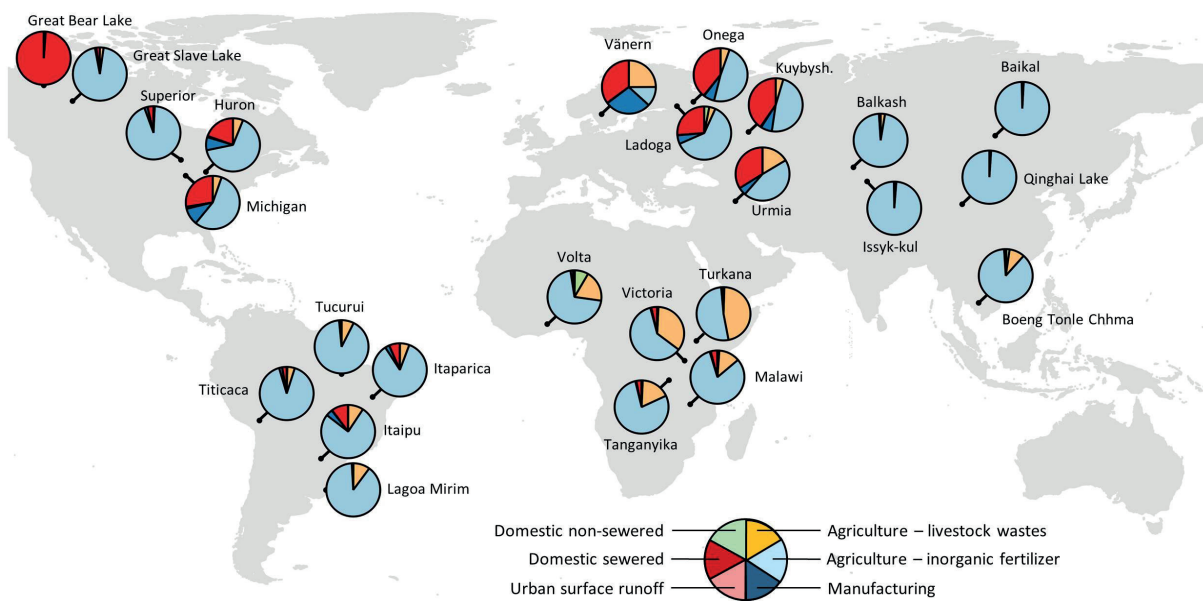 Great Bear Lake
Great Slave Lake
Superior
Huron
Michigan
Vänern
Onega
Kuybysh.
Ladoga
Urmia
Balkash
Baikal
Qinghai Lake
Issyk-kul
Boeng Tonle Chhma
Volta
Victoria
Turkana
Malawi
Tanganyika
Tucurui
Itaparica
Titicaca
Itaipu
Lagoa Mirim
Domestic non-sewered
Agriculture – livestock wastes
Domestic sewered
Agriculture – inorganic fertilizer
Urban surface runoff
Manufacturing